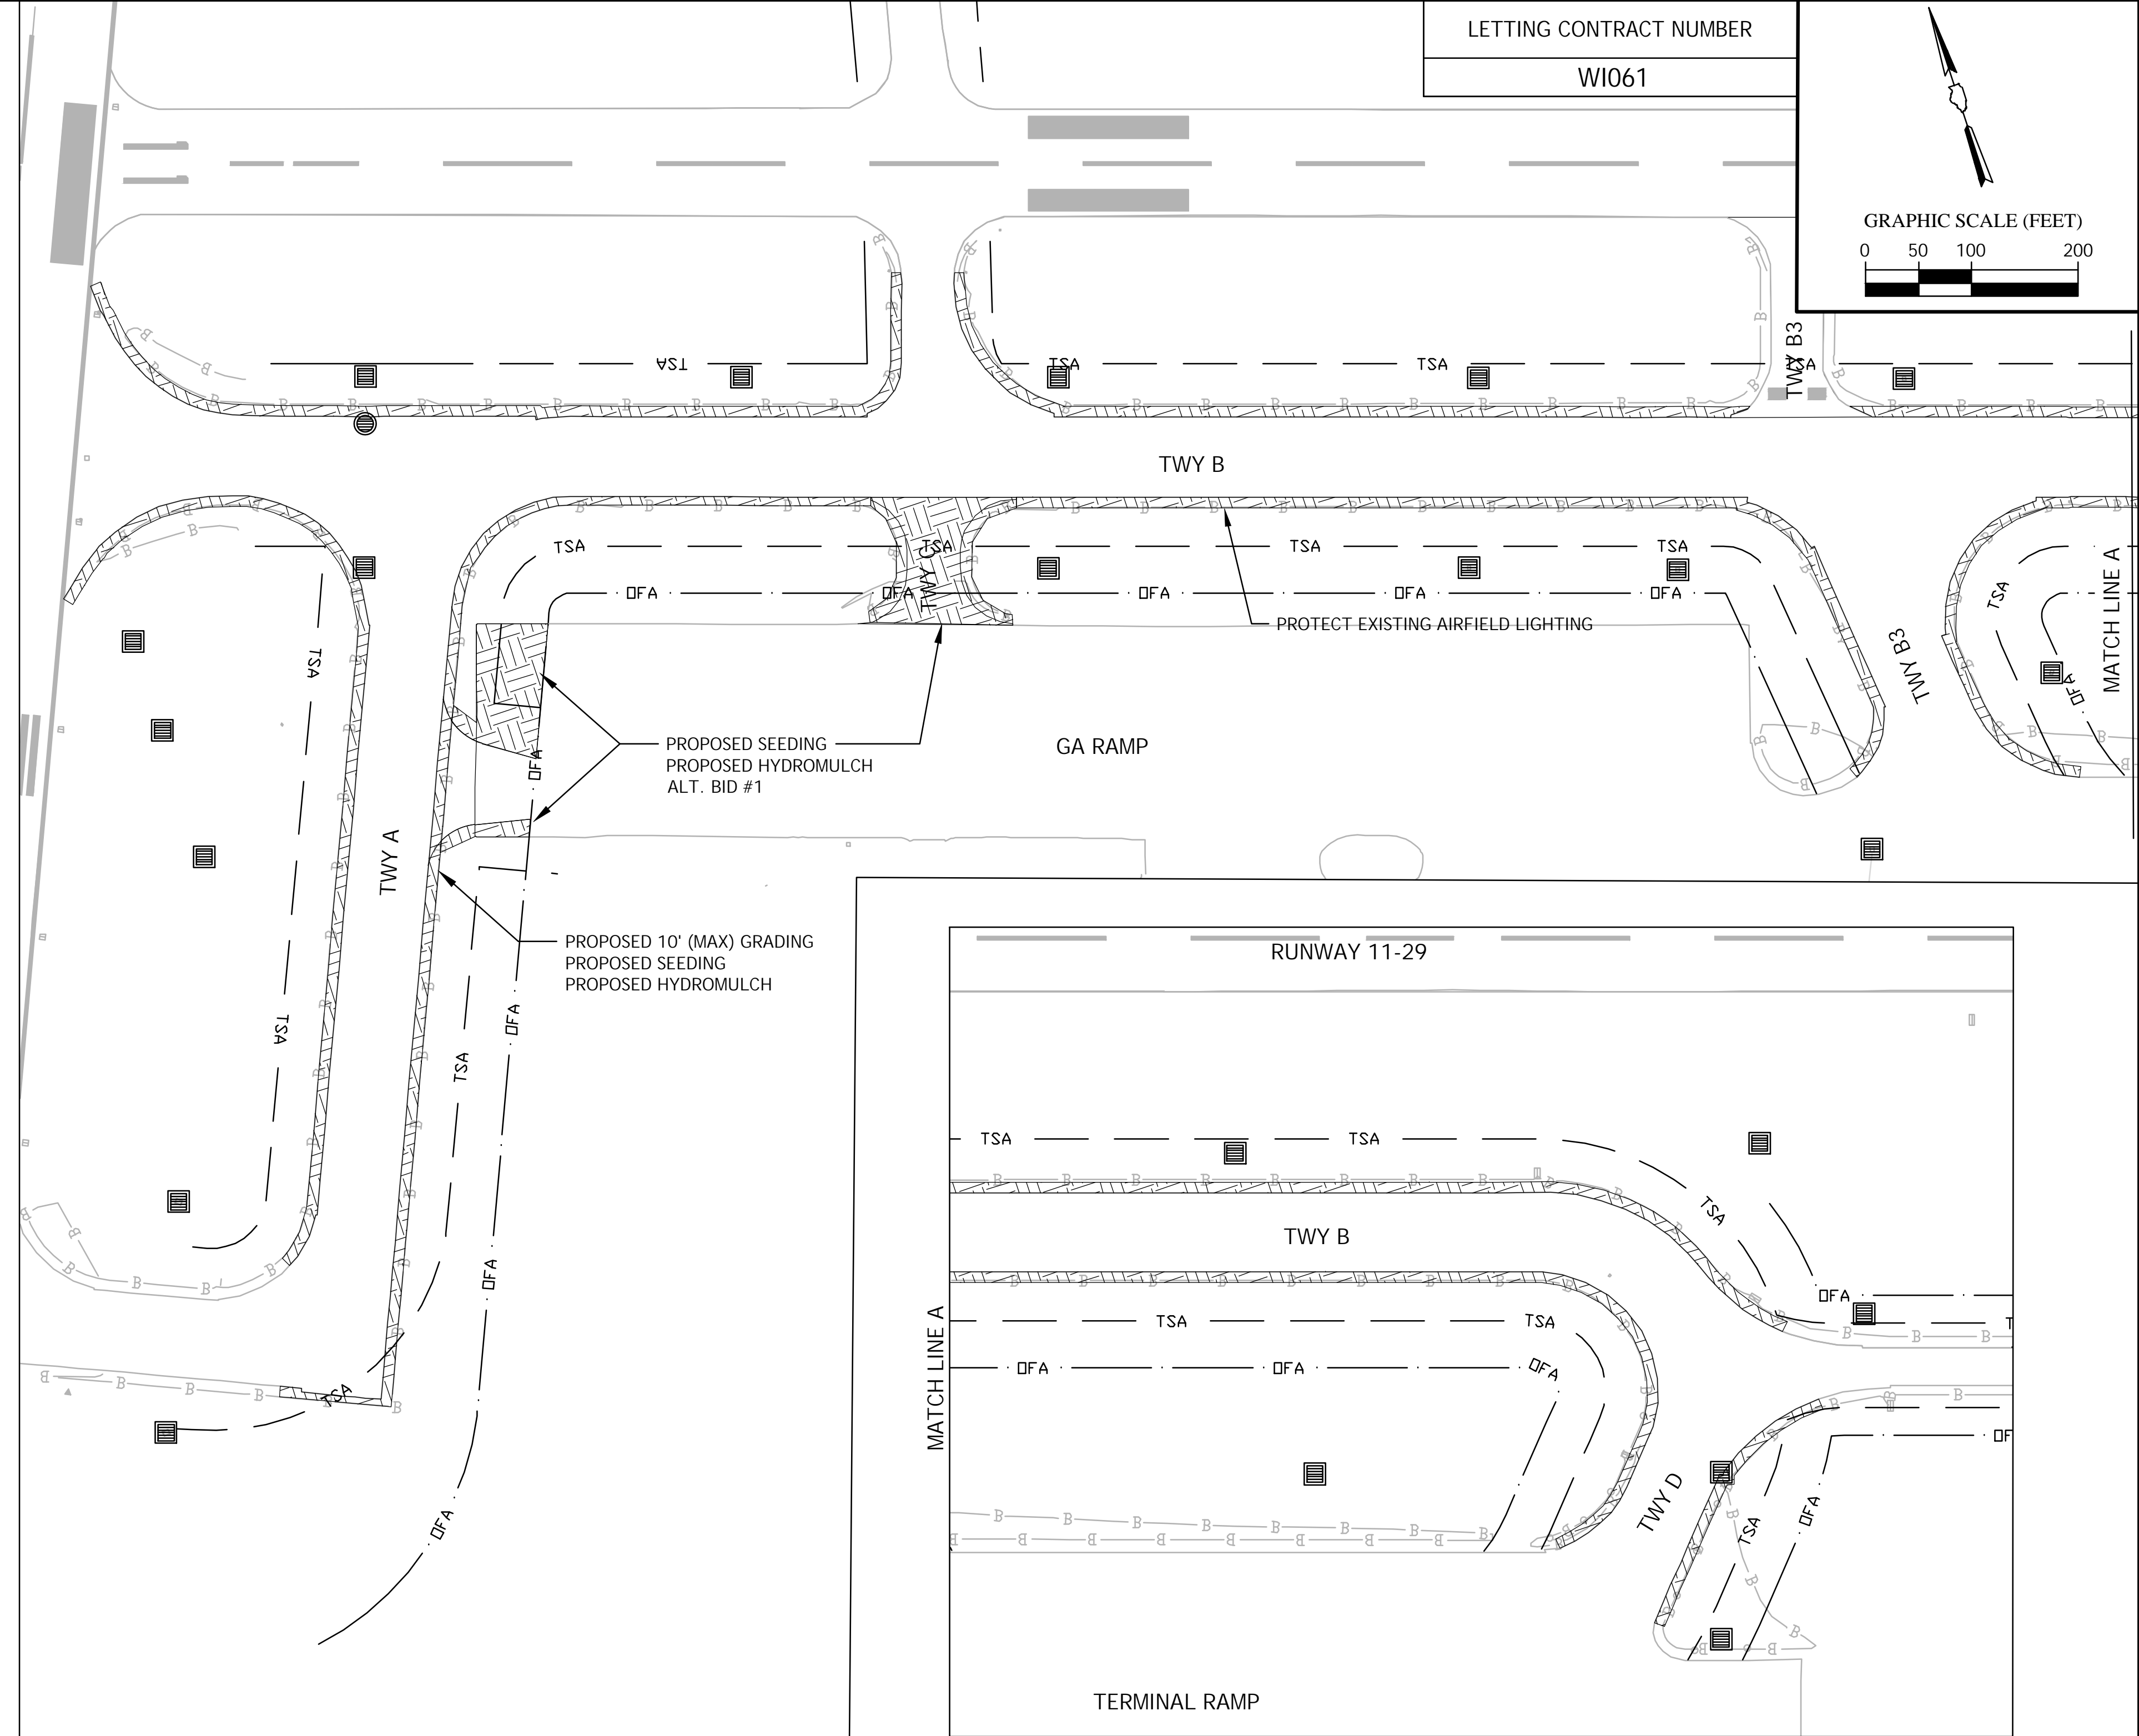 LETTING CONTRACT NUMBER
WI061
GRAPHIC SCALE (FEET)
0 50 100 200
TSA
TSA
TSA
TSA
TWY B3
B B B B B B B B B
TWY B
TSA
TSA
TSA
TSA
TWY C
OFA
OFA
OFA
OFA
OFA
PROTECT EXISTING AIRFIELD LIGHTING
TSA
TWY B3
TSA
OFA
MATCH LINE A
PROPOSED SEEDING
PROPOSED HYDROMULCH
ALT. BID #1
GA RAMP
OFA
TWY A
PROPOSED 10' (MAX) GRADING
PROPOSED SEEDING
PROPOSED HYDROMULCH
TSA
TSA
OFA
OFA
TSA
OFA
RUNWAY 11-29
TSA
TSA
TSA
TWY B
OFA
MATCH LINE A
TSA
TSA
T
OFA
OFA
OFA
OF
TWY D
TSA
OFA
TERMINAL RAMP